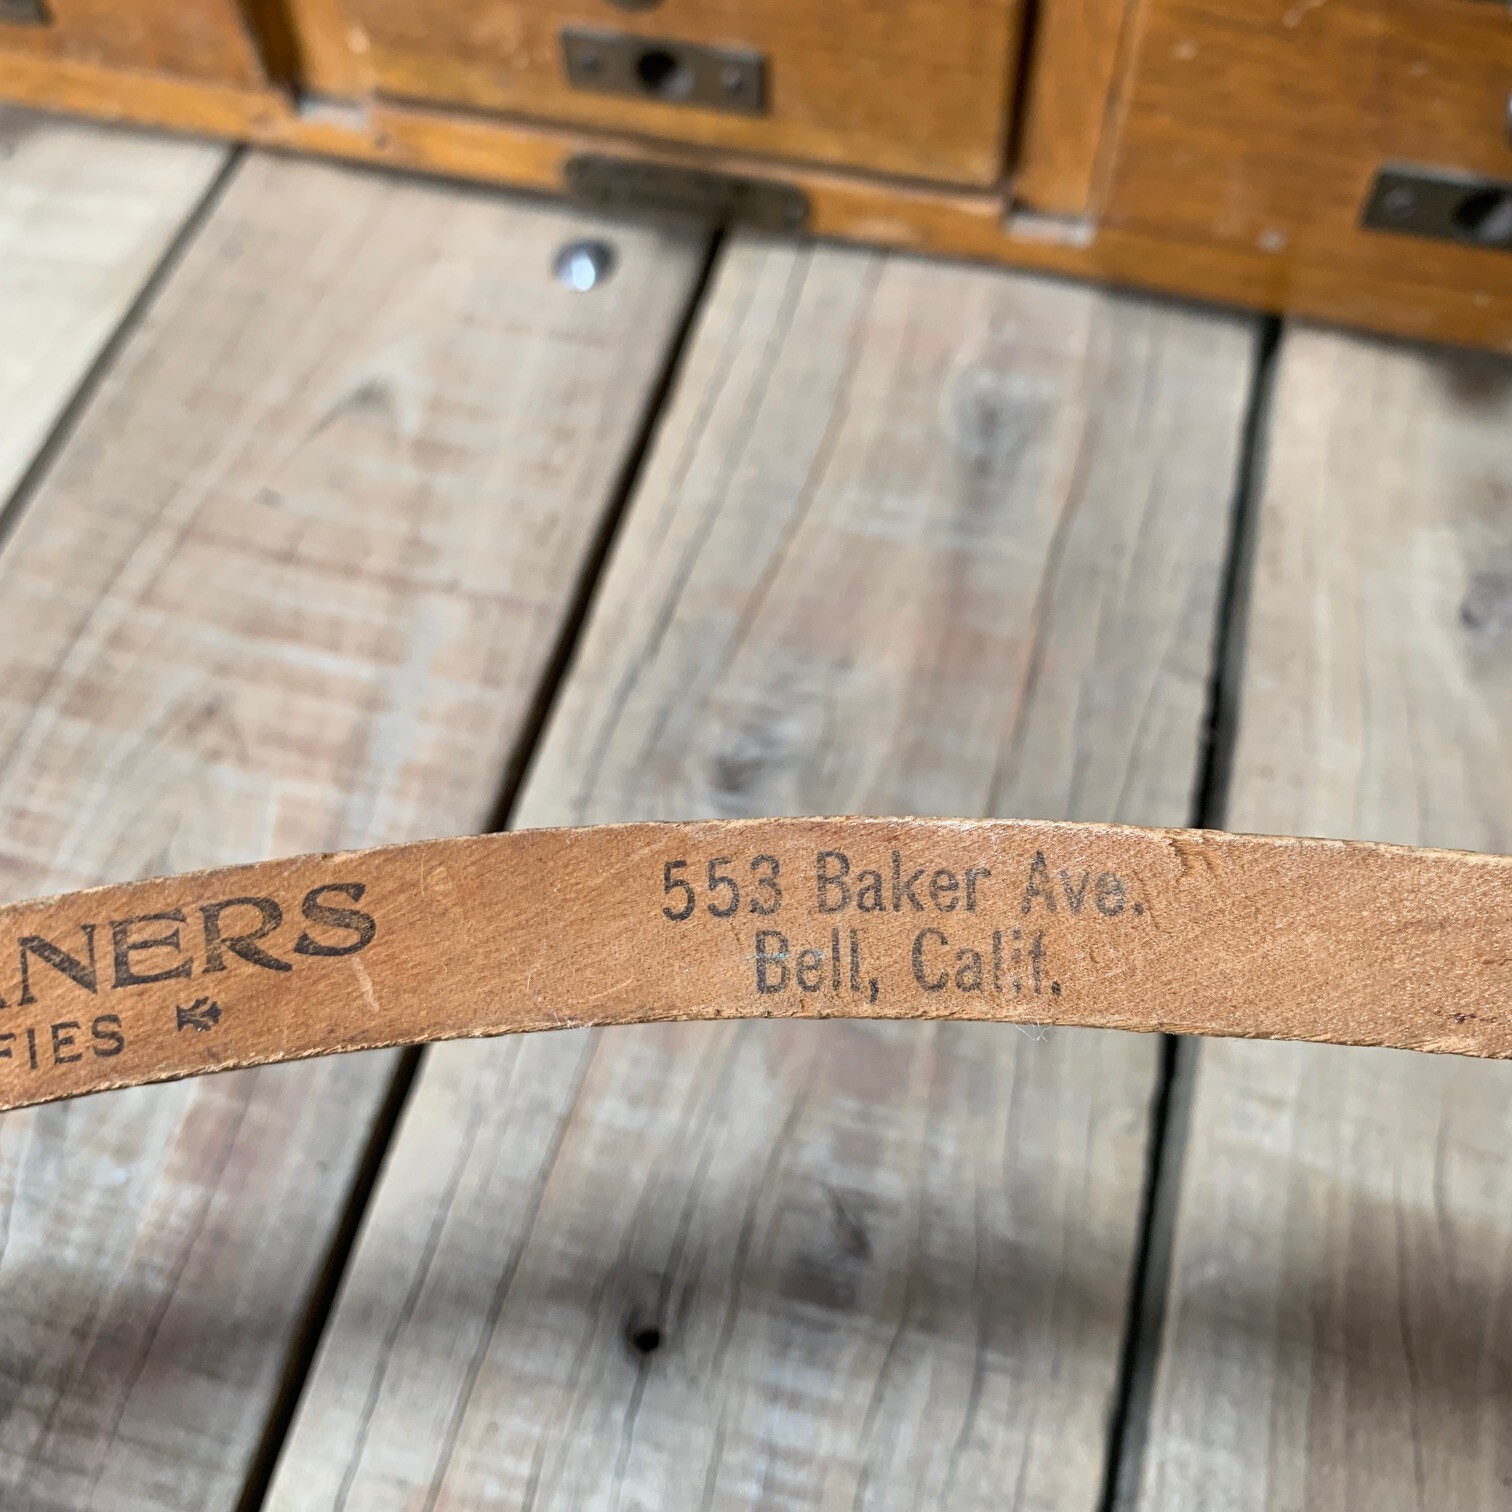 ANERS
FIES
553 Baker Ave.
Bell, Calif.